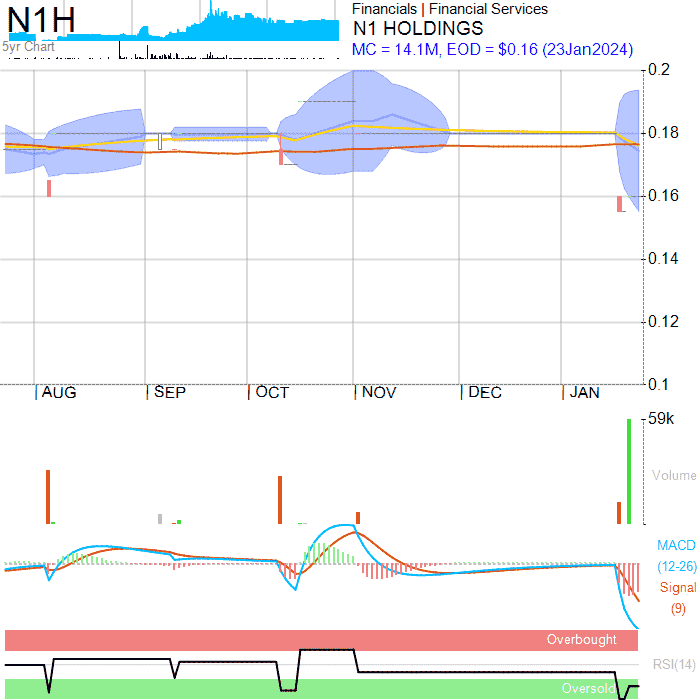 N1H
5yr Chart
Financials | Financial Services
N1 HOLDINGS
MC = 14.1M, EOD = $0.16 (23Jan2024)
0.2
0.18
0.16
0.14
0.12
0.1
AUG SEP OCT NOV DEC JAN
59k
Volume
MACD
(12-26)
Signal
(9)
Overbought
RSI(14)
Oversold